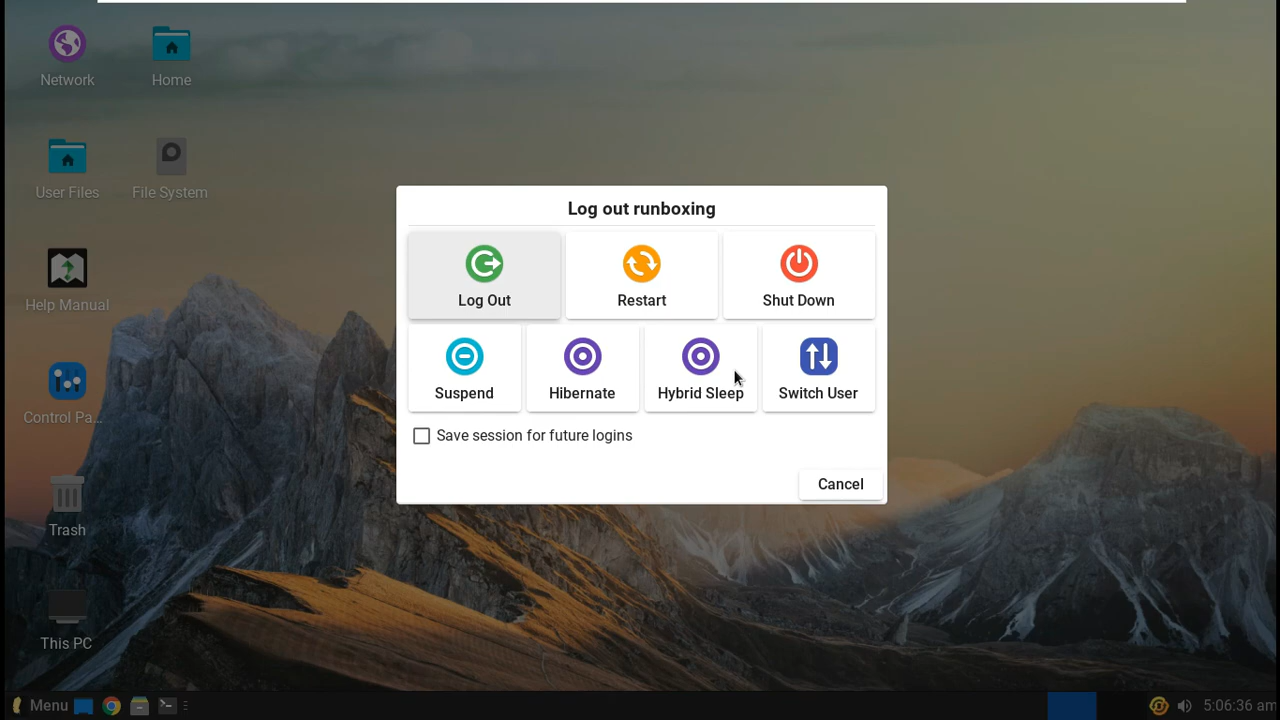 Network
Home
User Files
File System
Help Manual
Control Pa...
Trash
This PC
Log out runboxing
Log Out
Restart
Shut Down
Suspend
Hibernate
Hybrid Sleep
Switch User
Save session for future logins
Cancel
Menu
5:06:36 am